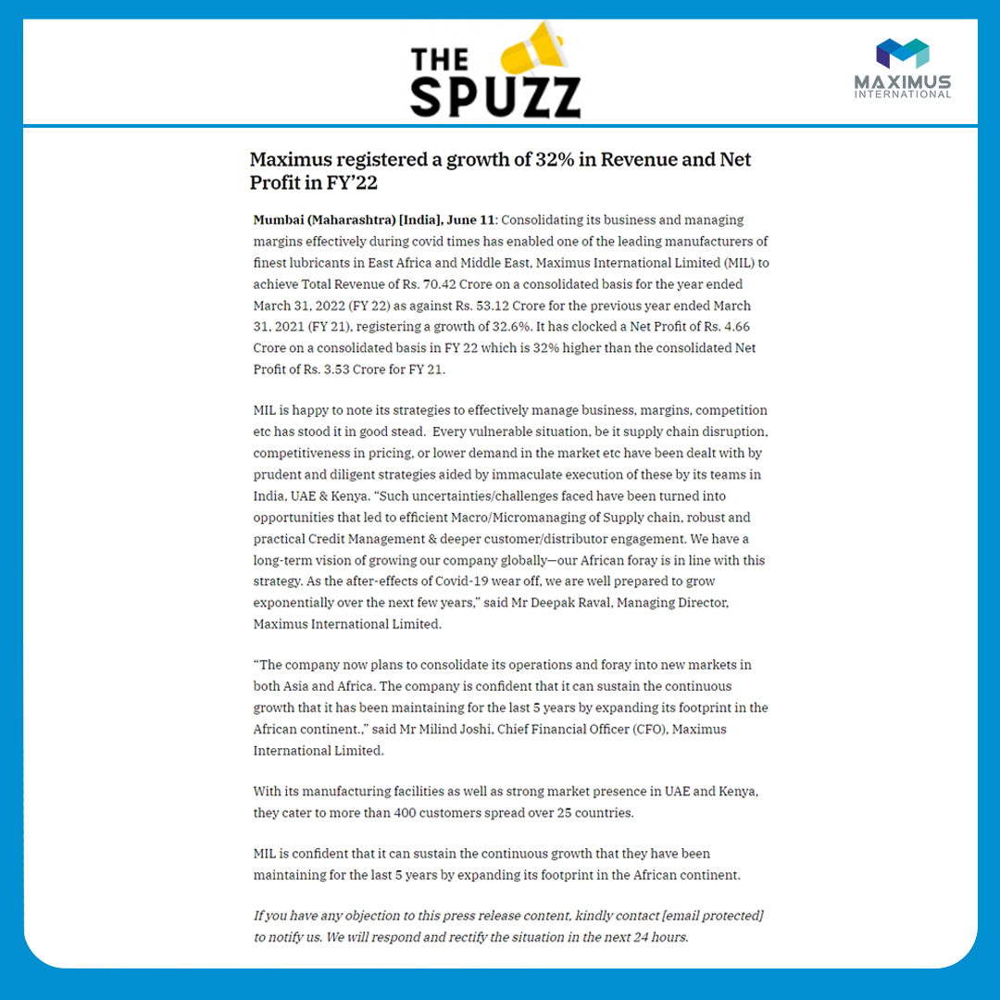 THE
SPUZZ
MAXIMUS
INTERNATIONAL
Maximus registered a growth of 32% in Revenue and Net
Profit in FY’22
Mumbai (Maharashtra) [India], June 11: Consolidating its business and managing
margins effectively during covid times has enabled one of the leading manufacturers of
finest lubricants in East Africa and Middle East, Maximus International Limited (MIL) to
achieve Total Revenue of Rs. 70.42 Crore on a consolidated basis for the year ended
March 31, 2022 (FY 22) as against Rs. 53.12 Crore for the previous year ended March
31, 2021 (FY 21), registering a growth of 32.6%. It has clocked a Net Profit of Rs. 4.66
Crore on a consolidated basis in FY 22 which is 32% higher than the consolidated Net
Profit of Rs. 3.53 Crore for FY 21.
MIL is happy to note its strategies to effectively manage business, margins, competition
etc has stood it in good stead.  Every vulnerable situation, be it supply chain disruption,
competitiveness in pricing, or lower demand in the market etc have been dealt with by
prudent and diligent strategies aided by immaculate execution of these by its teams in
India, UAE & Kenya. “Such uncertainties/challenges faced have been turned into
opportunities that led to efficient Macro/Micromanaging of Supply chain, robust and
practical Credit Management & deeper customer/distributor engagement. We have a
long-term vision of growing our company globally—our African foray is in line with this
strategy. As the after-effects of Covid-19 wear off, we are well prepared to grow
exponentially over the next few years,” said Mr Deepak Raval, Managing Director,
Maximus International Limited.
“The company now plans to consolidate its operations and foray into new markets in
both Asia and Africa. The company is confident that it can sustain the continuous
growth that it has been maintaining for the last 5 years by expanding its footprint in the
African continent.,” said Mr Milind Joshi, Chief Financial Officer (CFO), Maximus
International Limited.
With its manufacturing facilities as well as strong market presence in UAE and Kenya,
they cater to more than 400 customers spread over 25 countries.
MIL is confident that it can sustain the continuous growth that they have been
maintaining for the last 5 years by expanding its footprint in the African continent.
If you have any objection to this press release content, kindly contact [email protected]
to notify us. We will respond and rectify the situation in the next 24 hours.